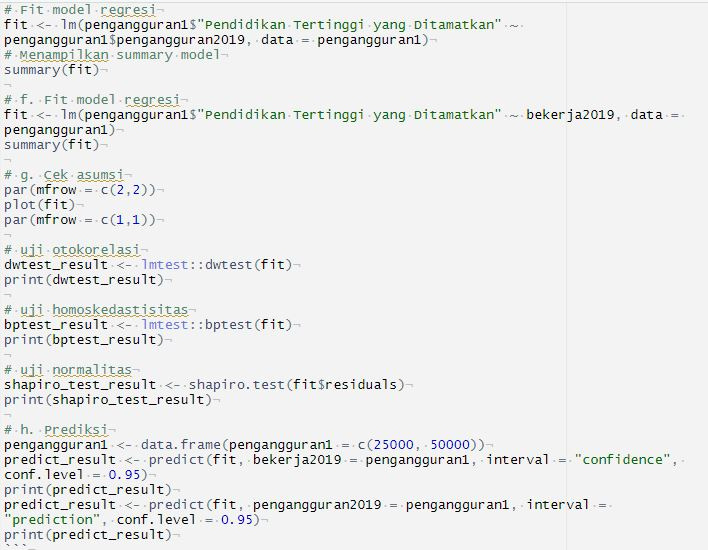 # Fit model regresi
fit <- lm(pengangguran1$"Pendidikan Tertinggi yang Ditamatkan" ~
pengangguran1$pengangguran2019, data = pengangguran1)
# Menampilkan summary model
summary(fit)
# f. Fit model regresi
fit <- lm(pengangguran1$"Pendidikan Tertinggi yang Ditamatkan" ~ bekerja2019, data =
pengangguran1)
summary(fit)
# g. Cek asumsi
par(mfrow = c(2,2))
plot(fit)
par(mfrow = c(1,1))
# uji otokorelasi
dwtest_result <- lmtest::dwtest(fit)
print(dwtest_result)
# uji homoskedastisitas
bptest_result <- lmtest::bptest(fit)
print(bptest_result)
# uji normalitas
shapiro_test_result <- shapiro.test(fit$residuals)
print(shapiro_test_result)
# h. Prediksi
pengangguran1 <- data.frame(pengangguran1 = c(25000, 50000))
predict_result <- predict(fit, bekerja2019 = pengangguran1, interval = "confidence",
conf.level = 0.95)
print(predict_result)
predict_result <- predict(fit, pengangguran2019 = pengangguran1, interval =
"prediction", conf.level = 0.95)
print(predict_result)
```